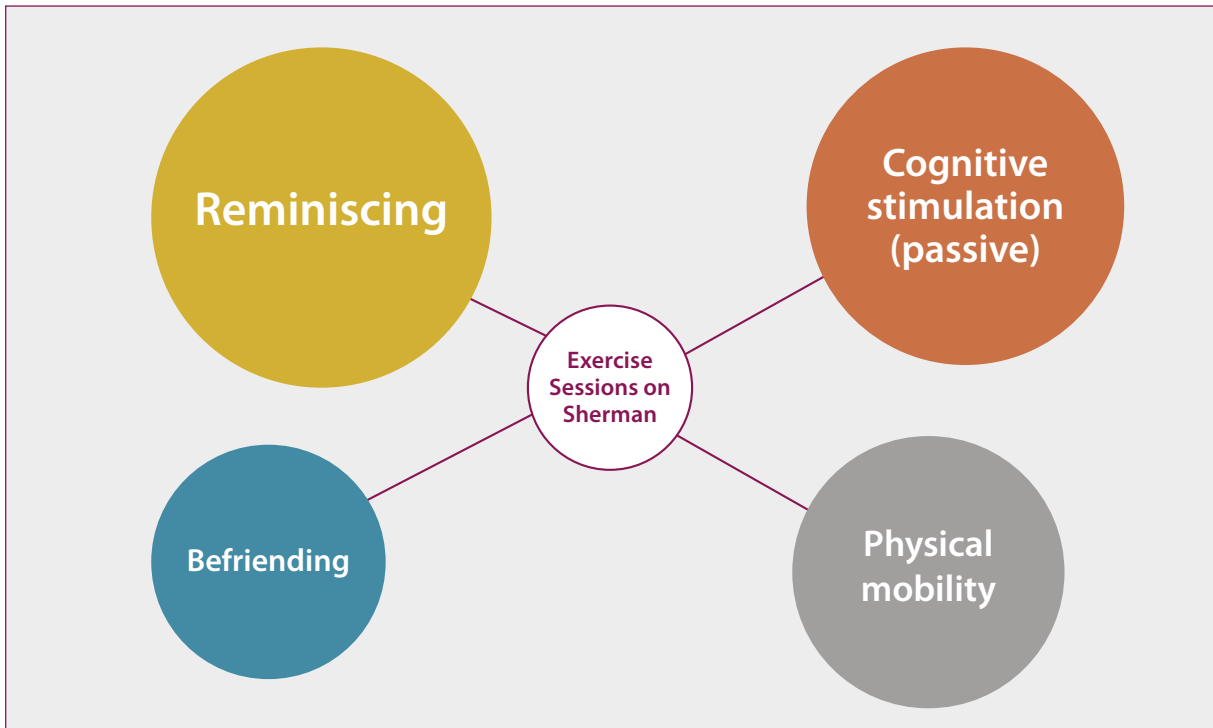 Reminiscing
Cognitive
stimulation
(passive)
Exercise
Sessions on
Sherman
Befriending
Physical
mobility